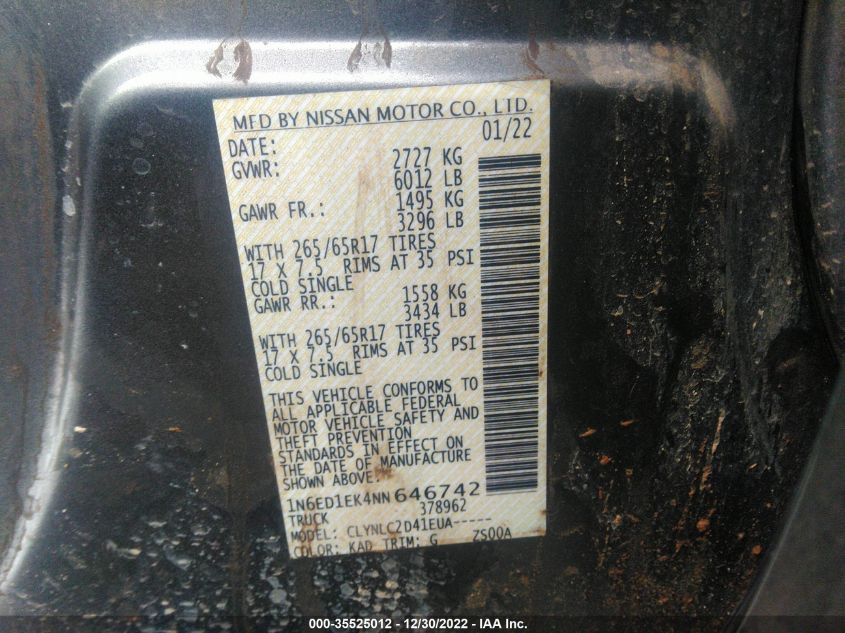 MFD BY NISSAN MOTOR CO., LTD.
DATE: 01/22
GVWR: 2727 KG
6012 LB
GAWR FR.: 1495 KG
3296 LB
WITH 265/65R17 TIRES
17 X 7.5 RIMS AT 35 PSI
COLD SINGLE
GAWR RR.: 1558 KG
3434 LB
WITH 265/65R17 TIRES
17 X 7.5 RIMS AT 35 PSI
COLD SINGLE
THIS VEHICLE CONFORMS TO
ALL APPLICABLE FEDERAL
MOTOR VEHICLE SAFETY AND
THEFT PREVENTION
STANDARDS IN EFFECT ON
THE DATE OF MANUFACTURE
SHOWN ABOVE.
1N6ED1EK4NN646742
TRUCK 378962
MODEL: CLYNLC2D41EUA-----
COLOR: KAD TRIM: G ZS00A
000-35525012 - 12/30/2022 - IAA Inc.